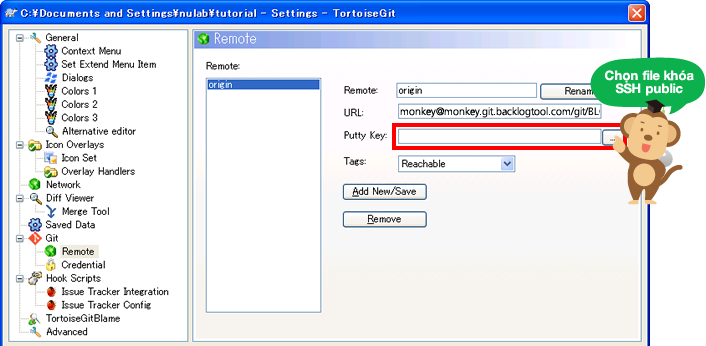 C:¥Documents and Settings¥nulab¥tutorial - Settings - TortoiseGit
General
Context Menu
Set Extend Menu Item
Dialogs
Colors 1
Colors 2
Colors 3
Alternative editor
Icon Overlays
Icon Set
Overlay Handlers
Network
Diff Viewer
Merge Tool
Saved Data
Git
Remote
Credential
Hook Scripts
Issue Tracker Integration
Issue Tracker Config
TortoiseGitBlame
Advanced
Remote
Remote:
origin
Remote: origin Renam
URL: monkey@monkey.git.backlogtool.com/git/BL
Putty Key: ...
Tags: Reachable
Add New/Save
Remove
Chọn file khóa
SSH public